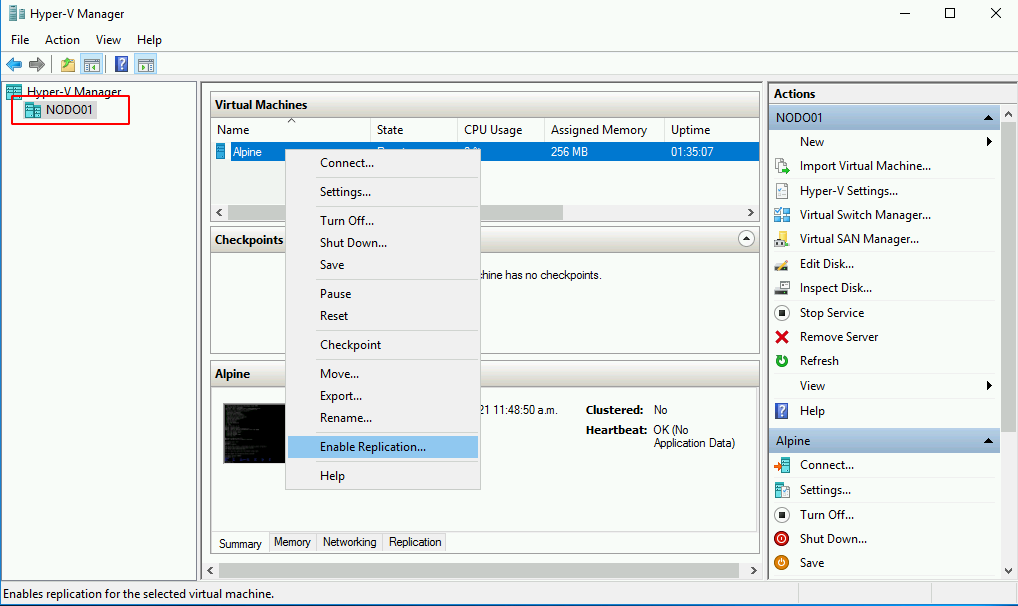 Hyper-V Manager
File Action View Help
Hyper-V Manager
NODO01
Virtual Machines
Name State CPU Usage Assigned Memory Uptime
Alpine 256 MB 01:35:07
Connect...
Settings...
Turn Off...
Shut Down...
Save
Pause
Reset
Checkpoint
Move...
Export...
Rename...
Enable Replication...
Help
Checkpoints
has no checkpoints.
Alpine
21 11:48:50 a.m.
Clustered: No
Heartbeat: OK (No
Application Data)
Summary Memory Networking Replication
Actions
NODO01
New
Import Virtual Machine...
Hyper-V Settings...
Virtual Switch Manager...
Virtual SAN Manager...
Edit Disk...
Inspect Disk...
Stop Service
Remove Server
Refresh
View
Help
Alpine
Connect...
Settings...
Turn Off...
Shut Down...
Save
Enables replication for the selected virtual machine.